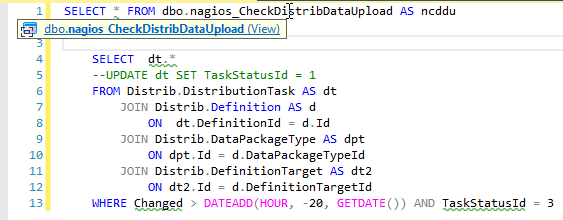 1 SELECT * FROM dbo.nagios_CheckDistribDataUpload AS ncddu
dbo.nagios_CheckDistribDataUpload (View)
4 SELECT dt.*
5 --UPDATE dt SET TaskStatusId = 1
6 FROM Distrib.DistributionTask AS dt
7 JOIN Distrib.Definition AS d
8 ON dt.DefinitionId = d.Id
9 JOIN Distrib.DataPackageType AS dpt
10 ON dpt.Id = d.DataPackageTypeId
11 JOIN Distrib.DefinitionTarget AS dt2
12 ON dt2.Id = d.DefinitionTargetId
13 WHERE Changed > DATEADD(HOUR, -20, GETDATE()) AND TaskStatusId = 3